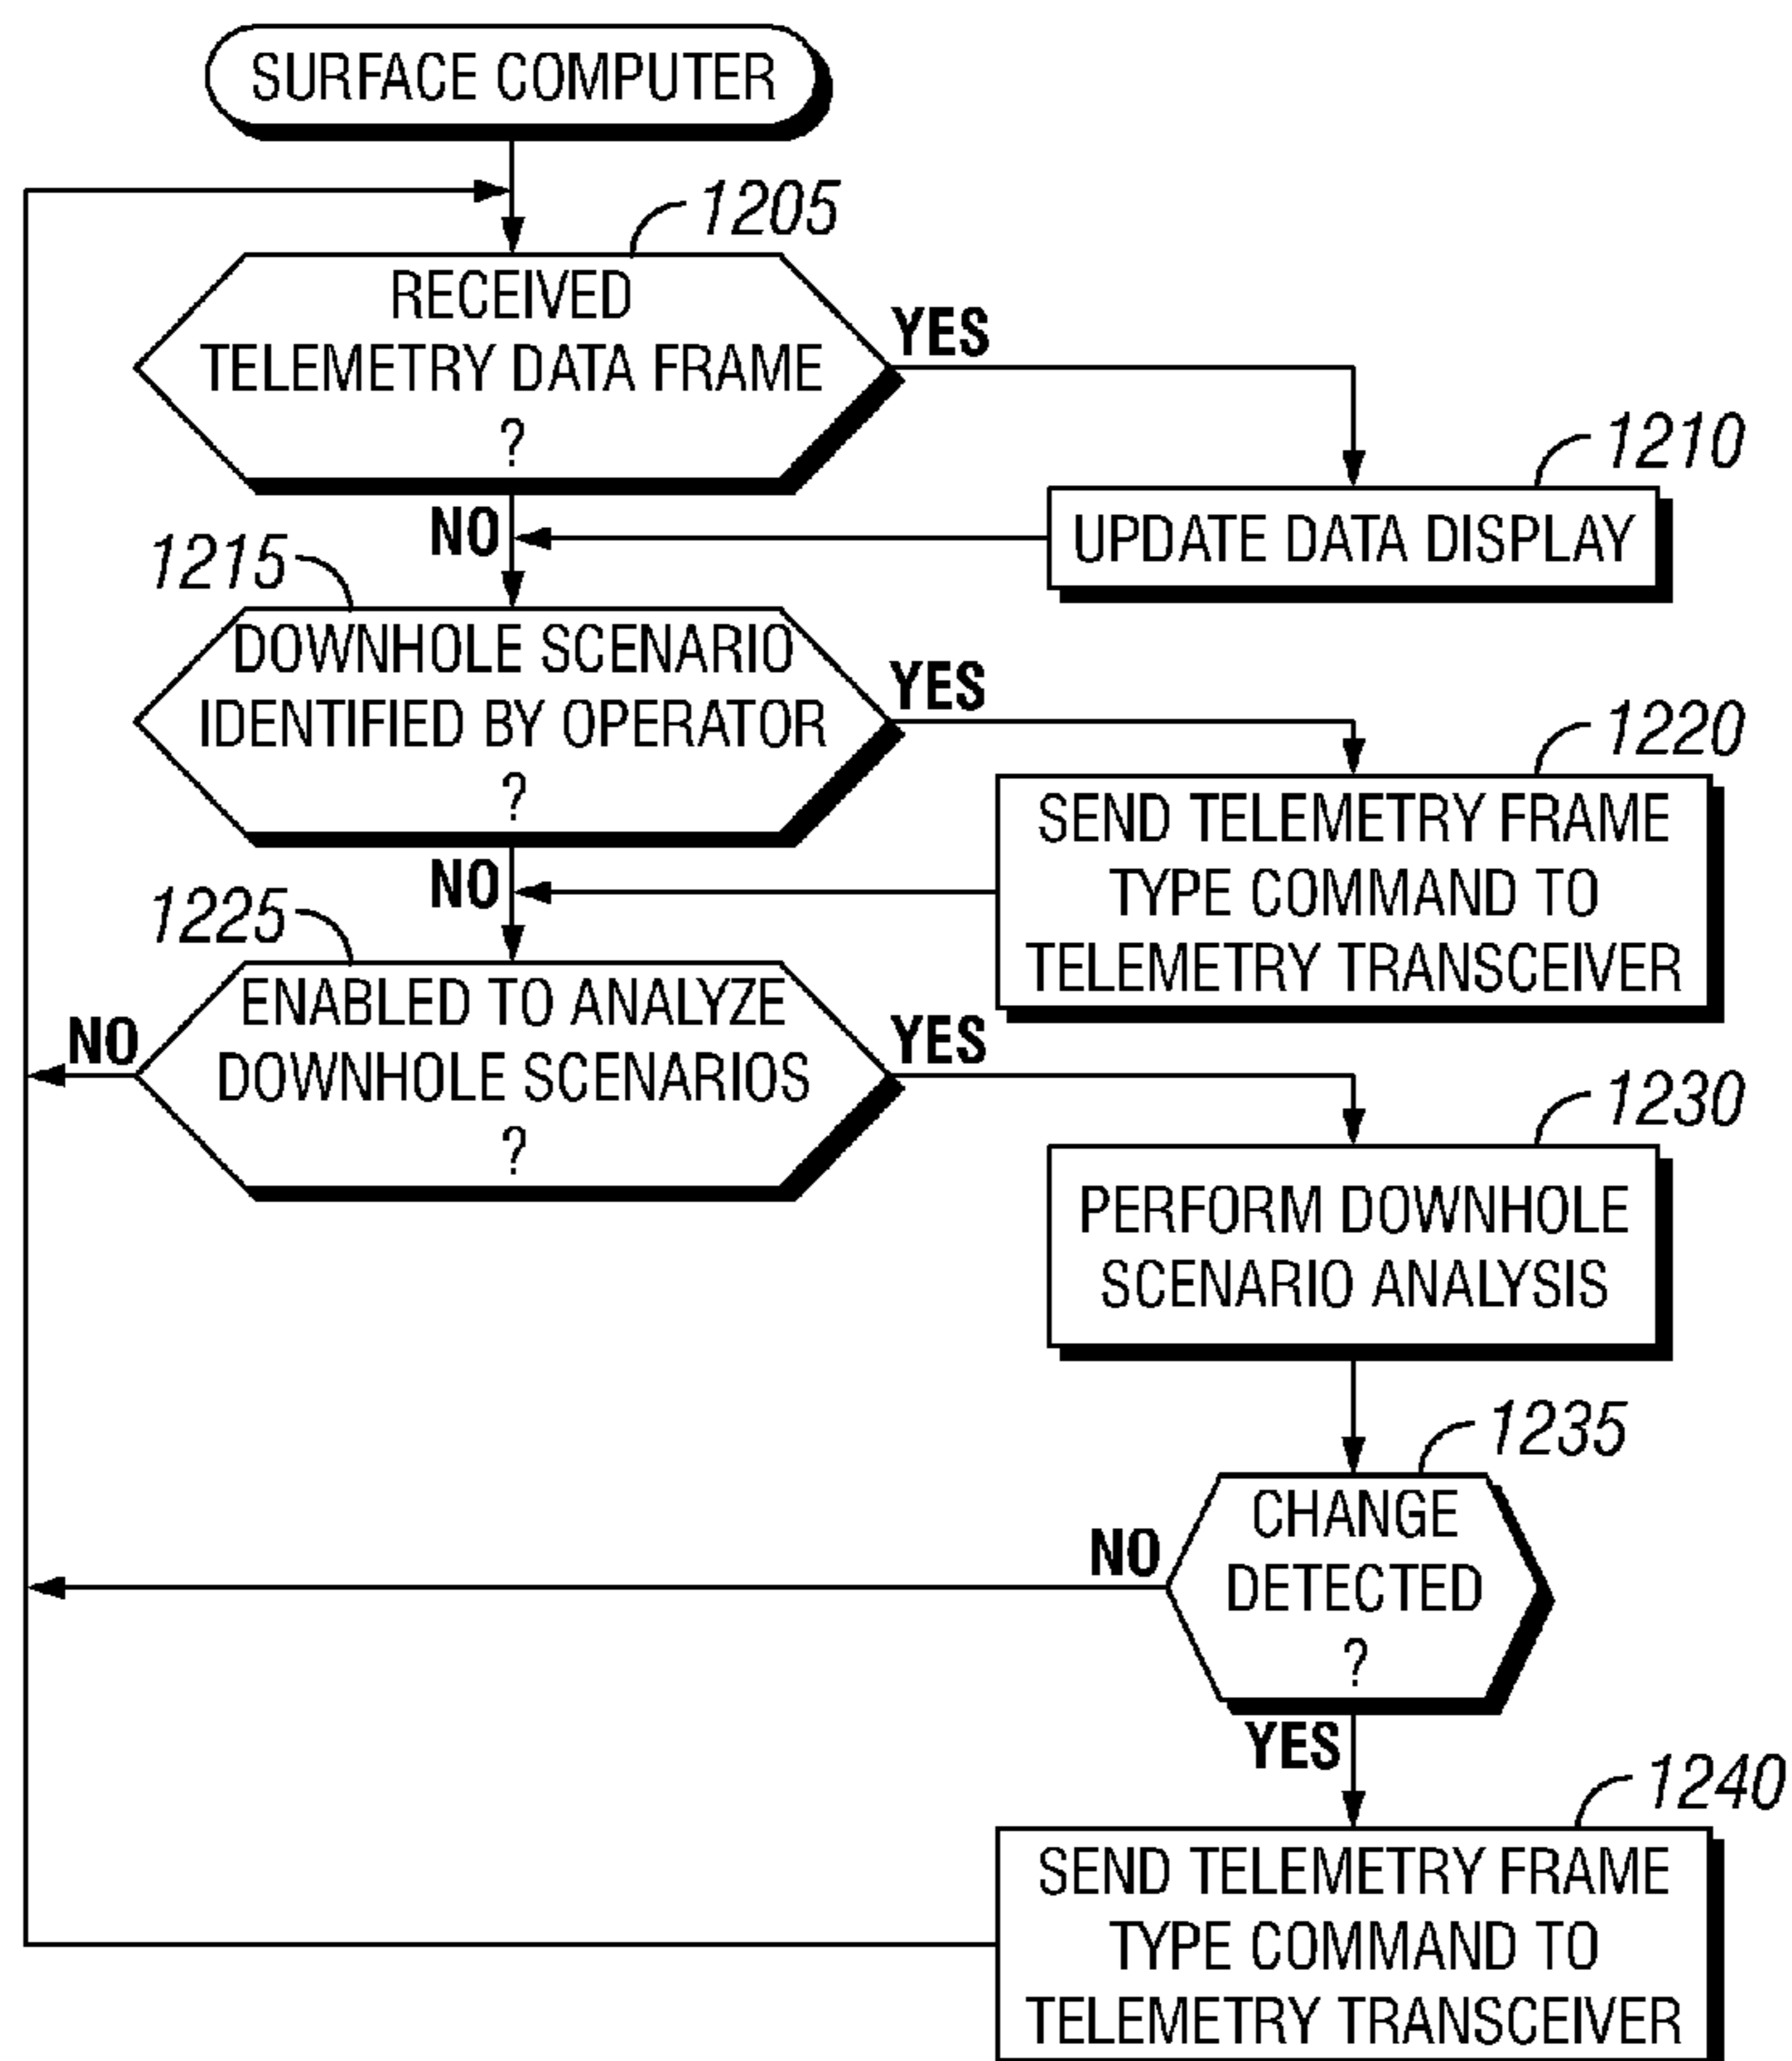 SURFACE COMPUTER
1205
RECEIVED
TELEMETRY DATA FRAME
?
YES
NO
1210
UPDATE DATA DISPLAY
1215
DOWNHOLE SCENARIO
IDENTIFIED BY OPERATOR
?
YES
NO
1220
SEND TELEMETRY FRAME
TYPE COMMAND TO
TELEMETRY TRANSCEIVER
1225
ENABLED TO ANALYZE
DOWNHOLE SCENARIOS
?
NO
YES
1230
PERFORM DOWNHOLE
SCENARIO ANALYSIS
1235
CHANGE
DETECTED
?
NO
YES
1240
SEND TELEMETRY FRAME
TYPE COMMAND TO
TELEMETRY TRANSCEIVER